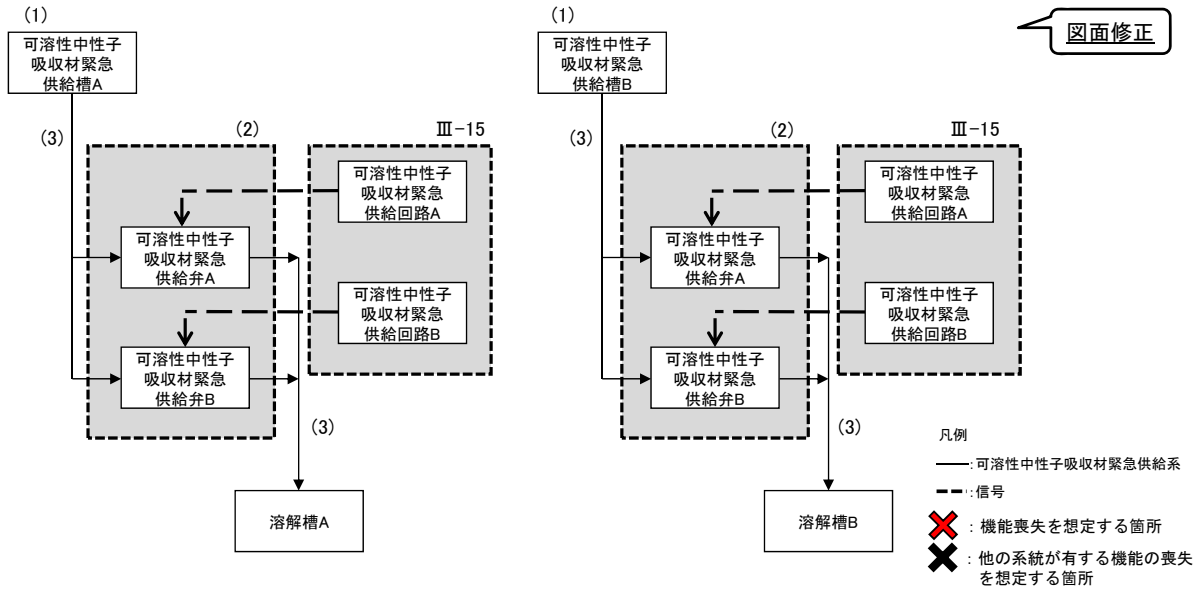 (1)
可溶性中性子
吸収材緊急
供給槽A
(3)
(2)
Ⅲ-15
可溶性中性子
吸収材緊急
供給回路A
可溶性中性子
吸収材緊急
供給弁A
可溶性中性子
吸収材緊急
供給回路B
可溶性中性子
吸収材緊急
供給弁B
(3)
溶解槽A
(1)
可溶性中性子
吸収材緊急
供給槽B
(3)
(2)
Ⅲ-15
可溶性中性子
吸収材緊急
供給回路A
可溶性中性子
吸収材緊急
供給弁A
可溶性中性子
吸収材緊急
供給回路B
可溶性中性子
吸収材緊急
供給弁B
(3)
溶解槽B
図面修正
凡例
:可溶性中性子吸収材緊急供給系
:信号
:機能喪失を想定する箇所
:他の系統が有する機能の喪失
を想定する箇所